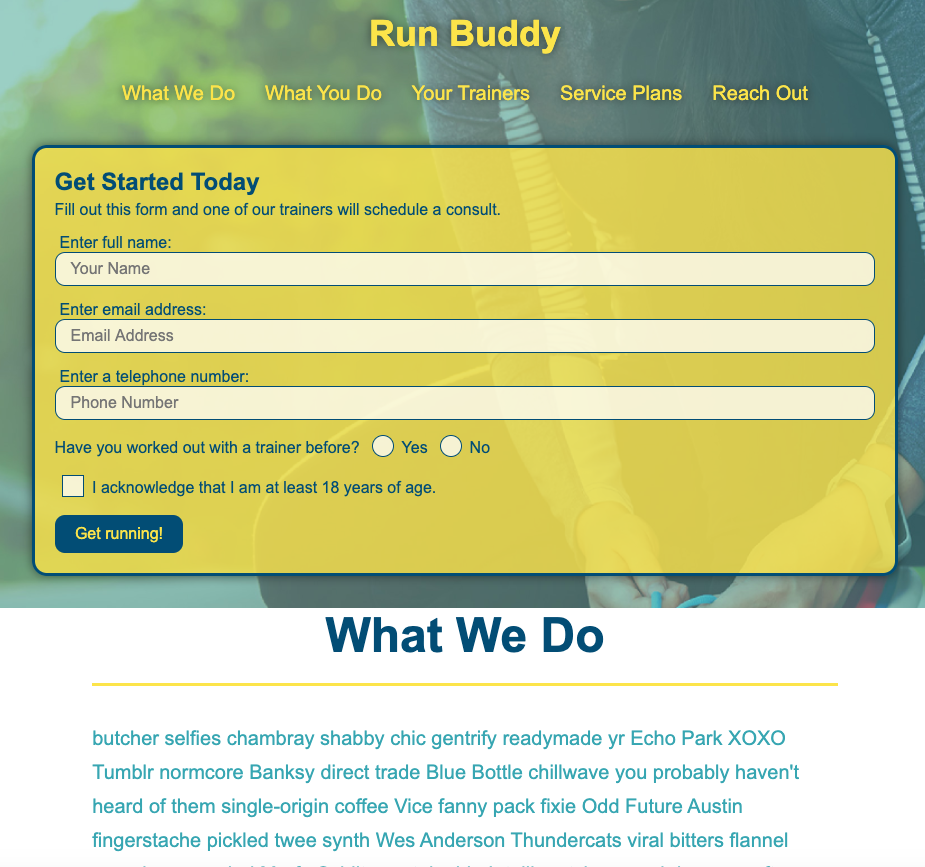 Run Buddy
What We Do What You Do Your Trainers Service Plans Reach Out
Get Started Today
Fill out this form and one of our trainers will schedule a consult.
Enter full name:
Your Name
Enter email address:
Email Address
Enter a telephone number:
Phone Number
Have you worked out with a trainer before? Yes No
I acknowledge that I am at least 18 years of age.
Get running!
What We Do
butcher selfies chambray shabby chic gentrify readymade yr Echo Park XOXO
Tumblr normcore Banksy direct trade Blue Bottle chillwave you probably haven't
heard of them single-origin coffee Vice fanny pack fixie Odd Future Austin
fingerstache pickled twee synth Wes Anderson Thundercats viral bitters flannel